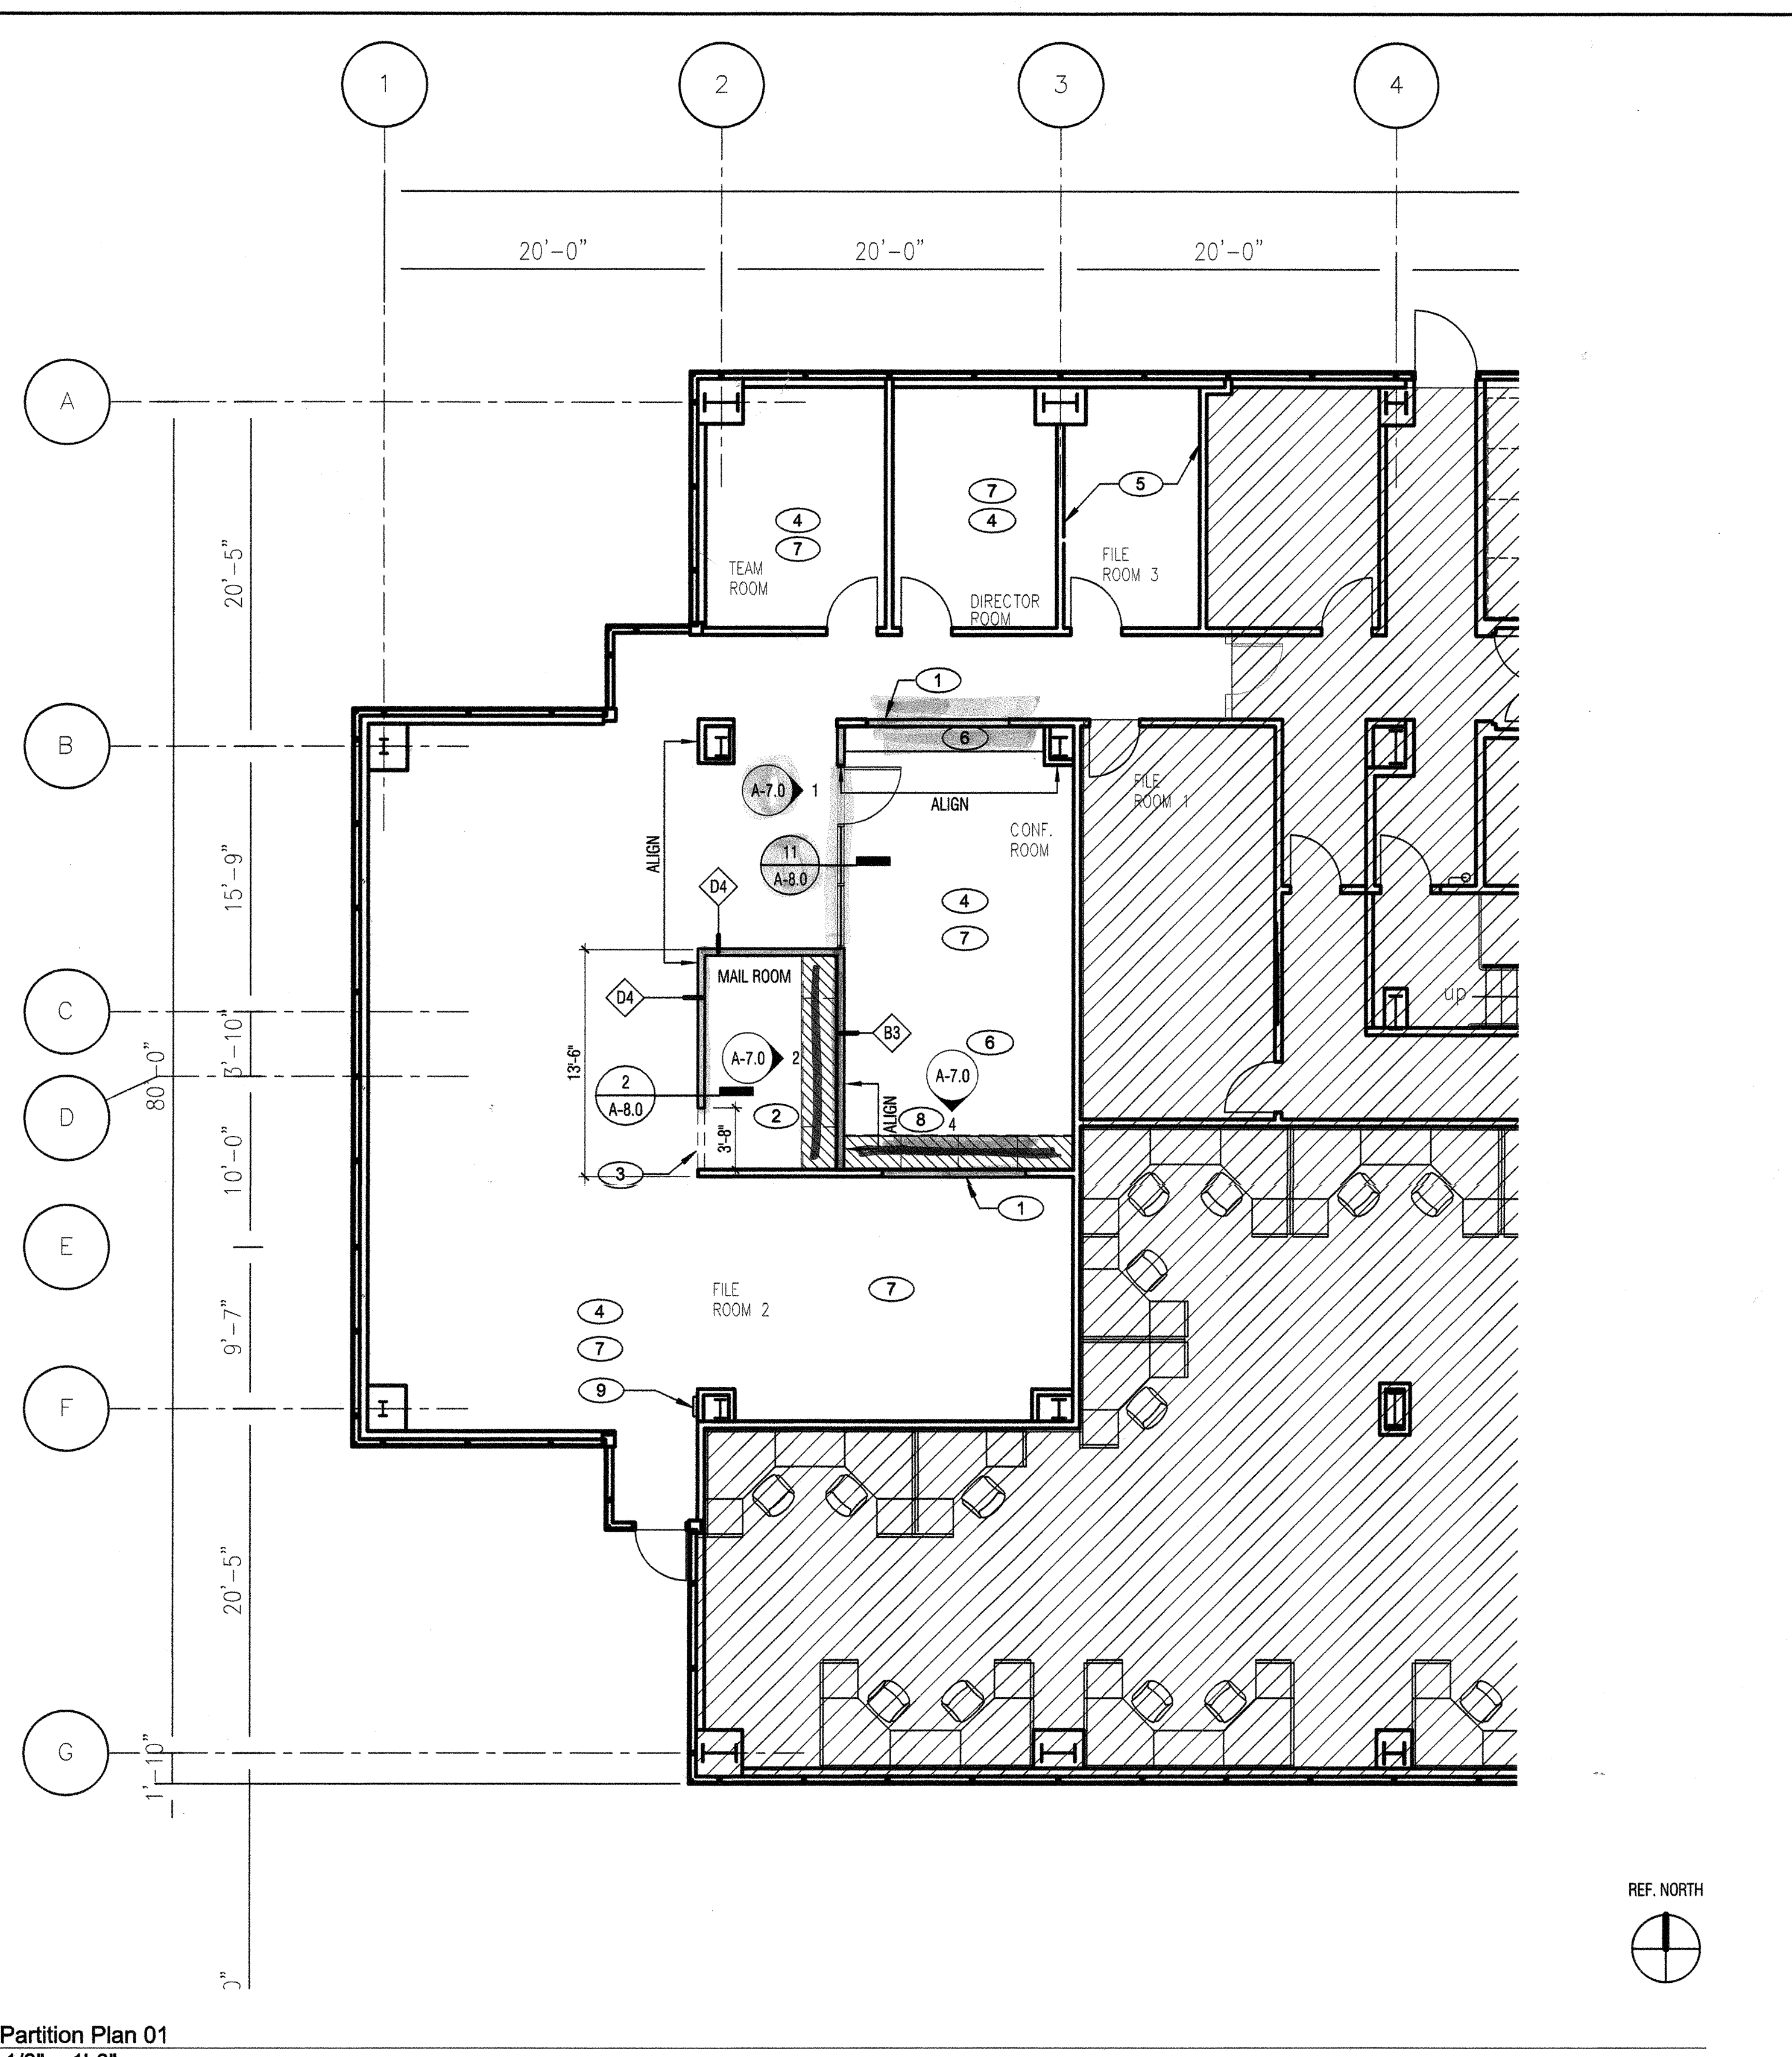 1 2 3 4
20'-0" 20'-0" 20'-0"
A
20'-5"
7
5
4
4
7
FILE
ROOM 3
TEAM
ROOM
DIRECTOR
ROOM
1
B
6
A-7.0 1
ALIGN
FILE
ROOM 1
CONF.
ROOM
ALIGN
11
A-8.0
15'-9"
D4
4
7
MAIL ROOM
D4
C
up
3'-10"
B3
6
A-7.0 2
13'-6"
80'-0"
A-7.0
4
2
A-8.0
D
2
8
ALIGN
3'-8"
10'-0"
3
1
E
FILE
ROOM 2
7
4
7
9'-7"
9
F
20'-5"
G
1'-10"
REF. NORTH
0"
Partition Plan 01